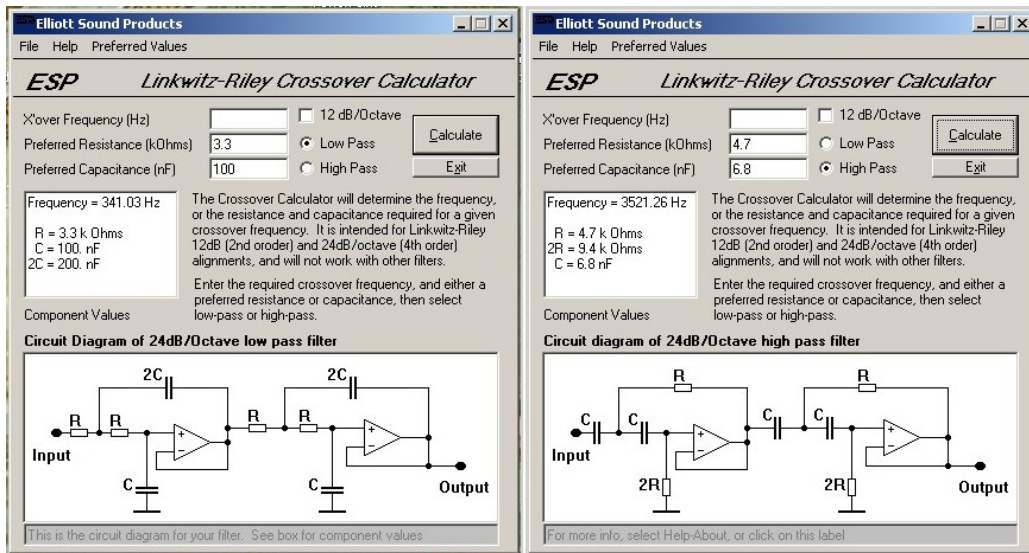 Elliott Sound Products
File Help Preferred Values
ESP Linkwitz-Riley Crossover Calculator
X'over Frequency (Hz)
12 dB/Octave
Calculate
Preferred Resistance (kOhms)
3.3
Low Pass
Preferred Capacitance (nF)
100
High Pass
Exit
Frequency = 341.03 Hz
R = 3.3 k Ohms
C = 100. nF
2C = 200. nF
The Crossover Calculator will determine the frequency,
or the resistance and capacitance required for a given
crossover frequency. It is intended for Linkwitz-Riley
12dB (2nd oroder) and 24dB/octave (4th order)
alignments, and will not work with other filters.
Enter the required crossover frequency, and either a
preferred resistance or capacitance, then select
low-pass or high-pass.
Component Values
Circuit Diagram of 24dB/Octave low pass filter
2C
2C
R
R
R
R
+
-
+
-
Input
C
C
Output
This is the circuit diagram for your filter. See box for component values
Elliott Sound Products
File Help Preferred Values
ESP Linkwitz-Riley Crossover Calculator
X'over Frequency (Hz)
12 dB/Octave
Calculate
Preferred Resistance (kOhms)
4.7
Low Pass
Preferred Capacitance (nF)
6.8
High Pass
Exit
Frequency = 3521.26 Hz
R = 4.7 k Ohms
2R = 9.4 k Ohms
C = 6.8 nF
The Crossover Calculator will determine the frequency,
or the resistance and capacitance required for a given
crossover frequency. It is intended for Linkwitz-Riley
12dB (2nd oroder) and 24dB/octave (4th order)
alignments, and will not work with other filters.
Enter the required crossover frequency, and either a
preferred resistance or capacitance, then select
low-pass or high-pass.
Component Values
Circuit diagram of 24dB/Octave high pass filter
R
R
C
C
C
C
+
-
+
-
Input
2R
2R
Output
For more info, select Help-About, or click on this label